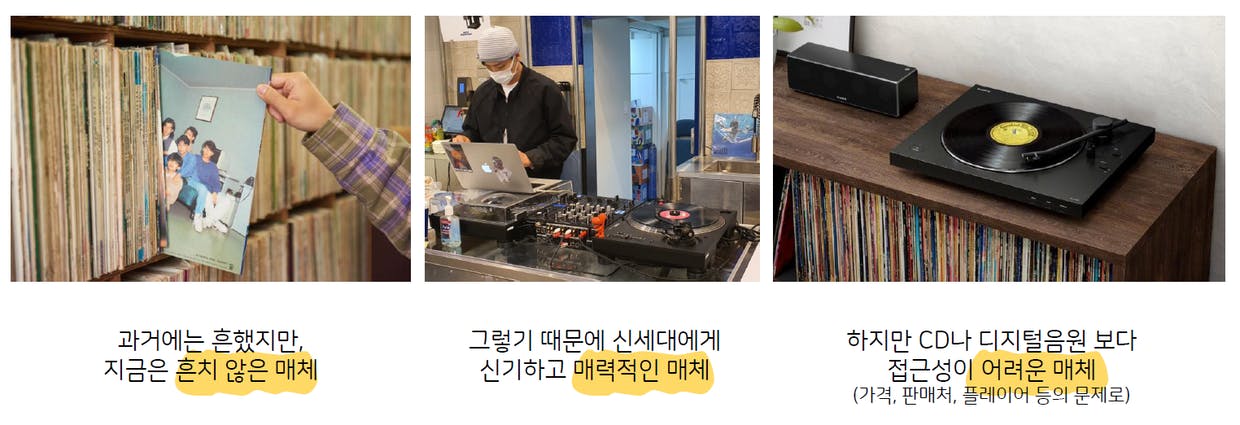 과거에는 흔했지만,
지금은 흔치 않은 매체
그렇기 때문에 신세대에게
신기하고 매력적인 매체
하지만 CD나 디지털음원 보다
접근성이 어려운 매체
(가격, 판매처, 플레이어 등의 문제로)